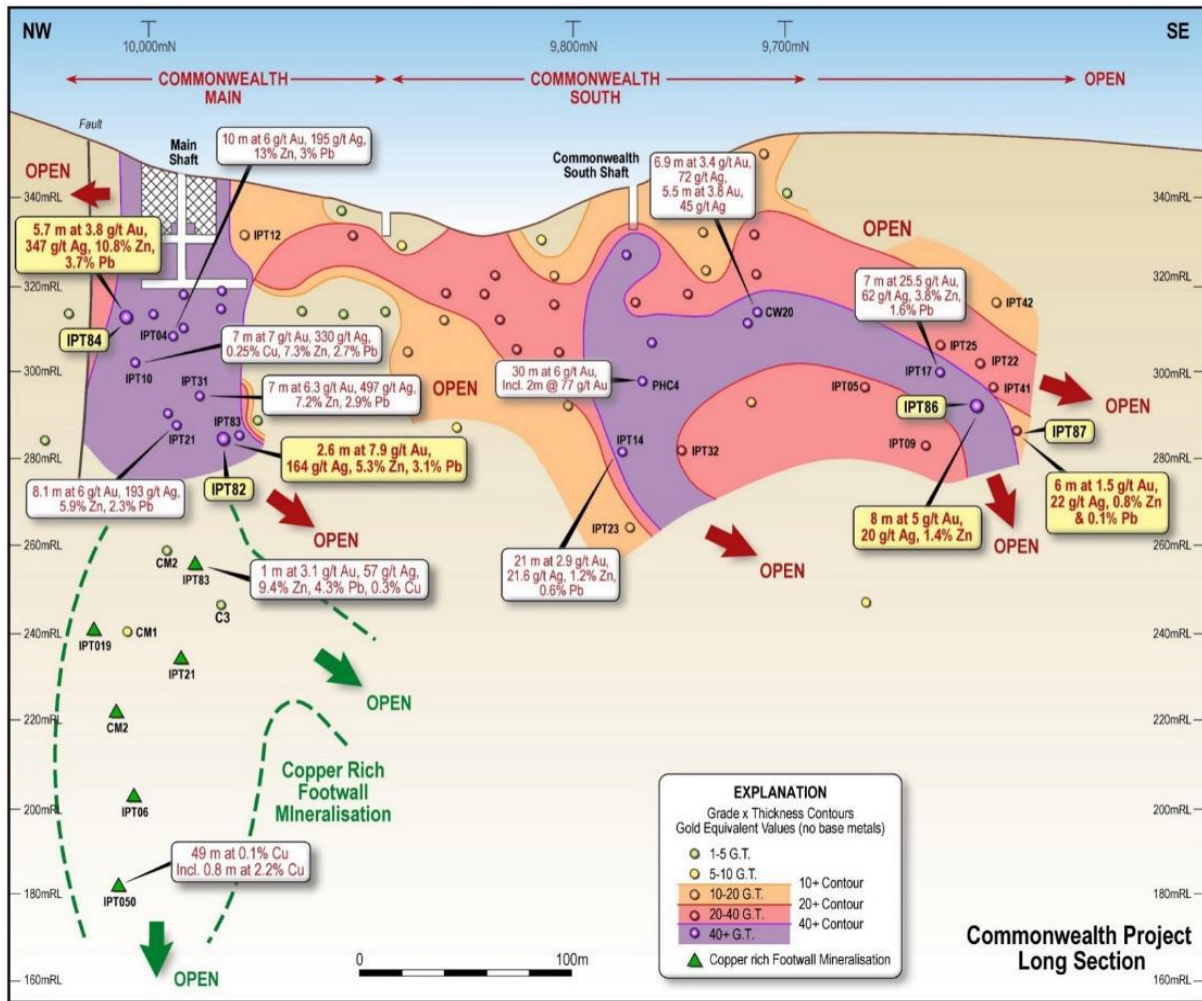 NW
SE
10,000mN
9,800mN
9,700mN
COMMONWEALTH
MAIN
COMMONWEALTH
SOUTH
OPEN
Fault
Main
Shaft
10 m at 6 g/t Au, 195 g/t Ag,
13% Zn, 3% Pb
Commonwealth
South Shaft
6.9 m at 3.4 g/t Au,
72 g/t Ag,
5.5 m at 3.8 Au,
45 g/t Ag
OPEN
340mRL
340mRL
5.7 m at 3.8 g/t Au,
347 g/t Ag, 10.8% Zn,
3.7% Pb
IPT12
OPEN
7 m at 25.5 g/t Au,
62 g/t Ag, 3.8% Zn,
1.6% Pb
320mRL
320mRL
IPT42
IPT84
IPT04
CW20
IPT25
IPT22
7 m at 7 g/t Au, 330 g/t Ag,
0.25% Cu, 7.3% Zn, 2.7% Pb
IPT10
IPT31
30 m at 6 g/t Au,
Incl. 2m @ 77 g/t Au
PHC4
IPT05
IPT17
IPT41
300mRL
300mRL
OPEN
OPEN
7 m at 6.3 g/t Au, 497 g/t Ag,
7.2% Zn, 2.9% Pb
IPT86
IPT87
IPT21
IPT83
IPT14
IPT32
IPT09
280mRL
280mRL
2.6 m at 7.9 g/t Au,
164 g/t Ag, 5.3% Zn, 3.1% Pb
8.1 m at 6 g/t Au, 193 g/t Ag,
5.9% Zn, 2.3% Pb
IPT82
6 m at 1.5 g/t Au,
22 g/t Ag, 0.8% Zn
& 0.1% Pb
8 m at 5 g/t Au,
20 g/t Ag, 1.4% Zn
IPT23
OPEN
OPEN
OPEN
260mRL
260mRL
CM2
IPT83
1 m at 3.1 g/t Au, 57 g/t Ag,
9.4% Zn, 4.3% Pb, 0.3% Cu
21 m at 2.9 g/t Au,
21.6 g/t Ag, 1.2% Zn,
0.6% Pb
C3
240mRL
240mRL
IPT019
CM1
IPT21
OPEN
220mRL
220mRL
CM2
Copper Rich
Footwall
MIneralisation
200mRL
200mRL
IPT06
49 m at 0.1% Cu
Incl. 0.8 m at 2.2% Cu
180mRL
180mRL
IPT050
OPEN
160mRL
160mRL
0
100m
EXPLANATION
Grade x Thickness Contours
Gold Equivalent Values (no base metals)
1-5 G.T.
5-10 G.T.
10+ Contour
10-20 G.T.
20+ Contour
20-40 G.T.
40+ Contour
40+ G.T.
Copper rich Footwall Mineralisation
Commonwealth Project
Long Section